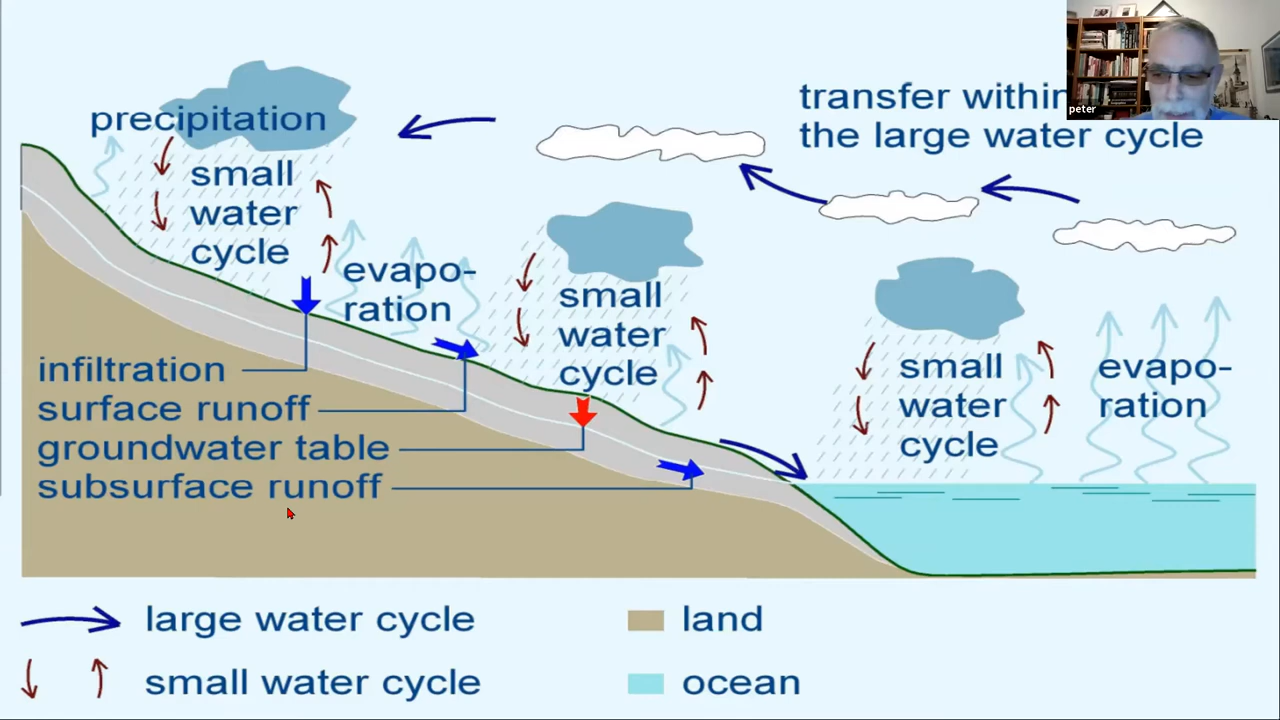 peter
transfer within
the large water cycle
precipitation
small
water
cycle
evapo-
ration
small
water
cycle
small
water
cycle
evapo-
ration
infiltration
surface runoff
groundwater table
subsurface runoff
large water cycle
land
small water cycle
ocean